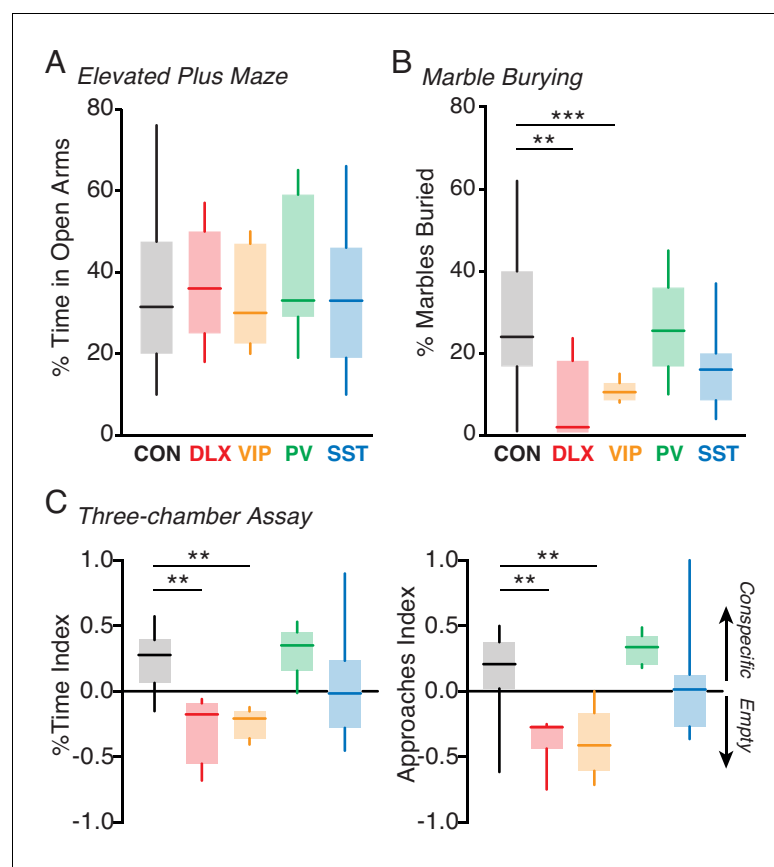 A Elevated Plus Maze
% Time in Open Arms
80
60
40
20
0
CON DLX VIP PV SST
B Marble Burying
% Marbles Buried
80
60
40
20
0
***
**
CON DLX VIP PV SST
C Three-chamber Assay
%Time Index
1.0
0.5
0.0
-0.5
-1.0
**
**
Approaches Index
1.0
0.5
0.0
-0.5
-1.0
**
**
Conspecific
Empty